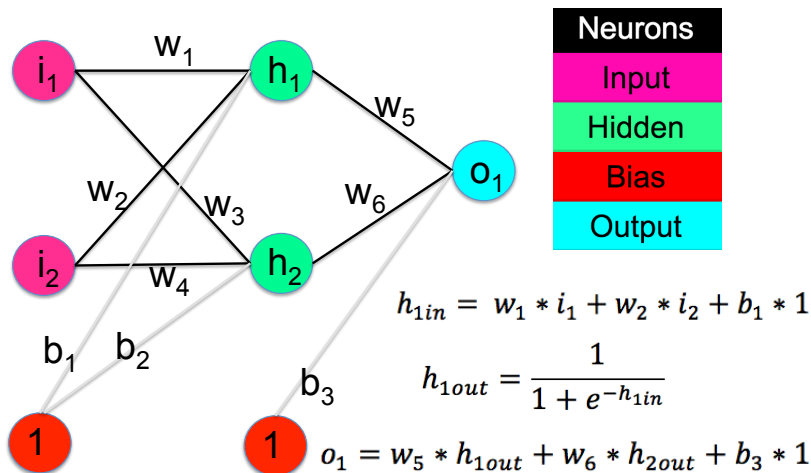 Neurons
Input
Hidden
Bias
Output
i₁
w₁
h₁
w₅
w₂
w₃
w₆
o₁
i₂
w₄
h₂
b₁
b₂
b₃
1
1
h₁ᵢₙ = w₁ * i₁ + w₂ * i₂ + b₁ * 1
h₁ₒᵤₜ = 1 / (1 + e^(−h₁ᵢₙ))
o₁ = w₅ * h₁ₒᵤₜ + w₆ * h₂ₒᵤₜ + b₃ * 1